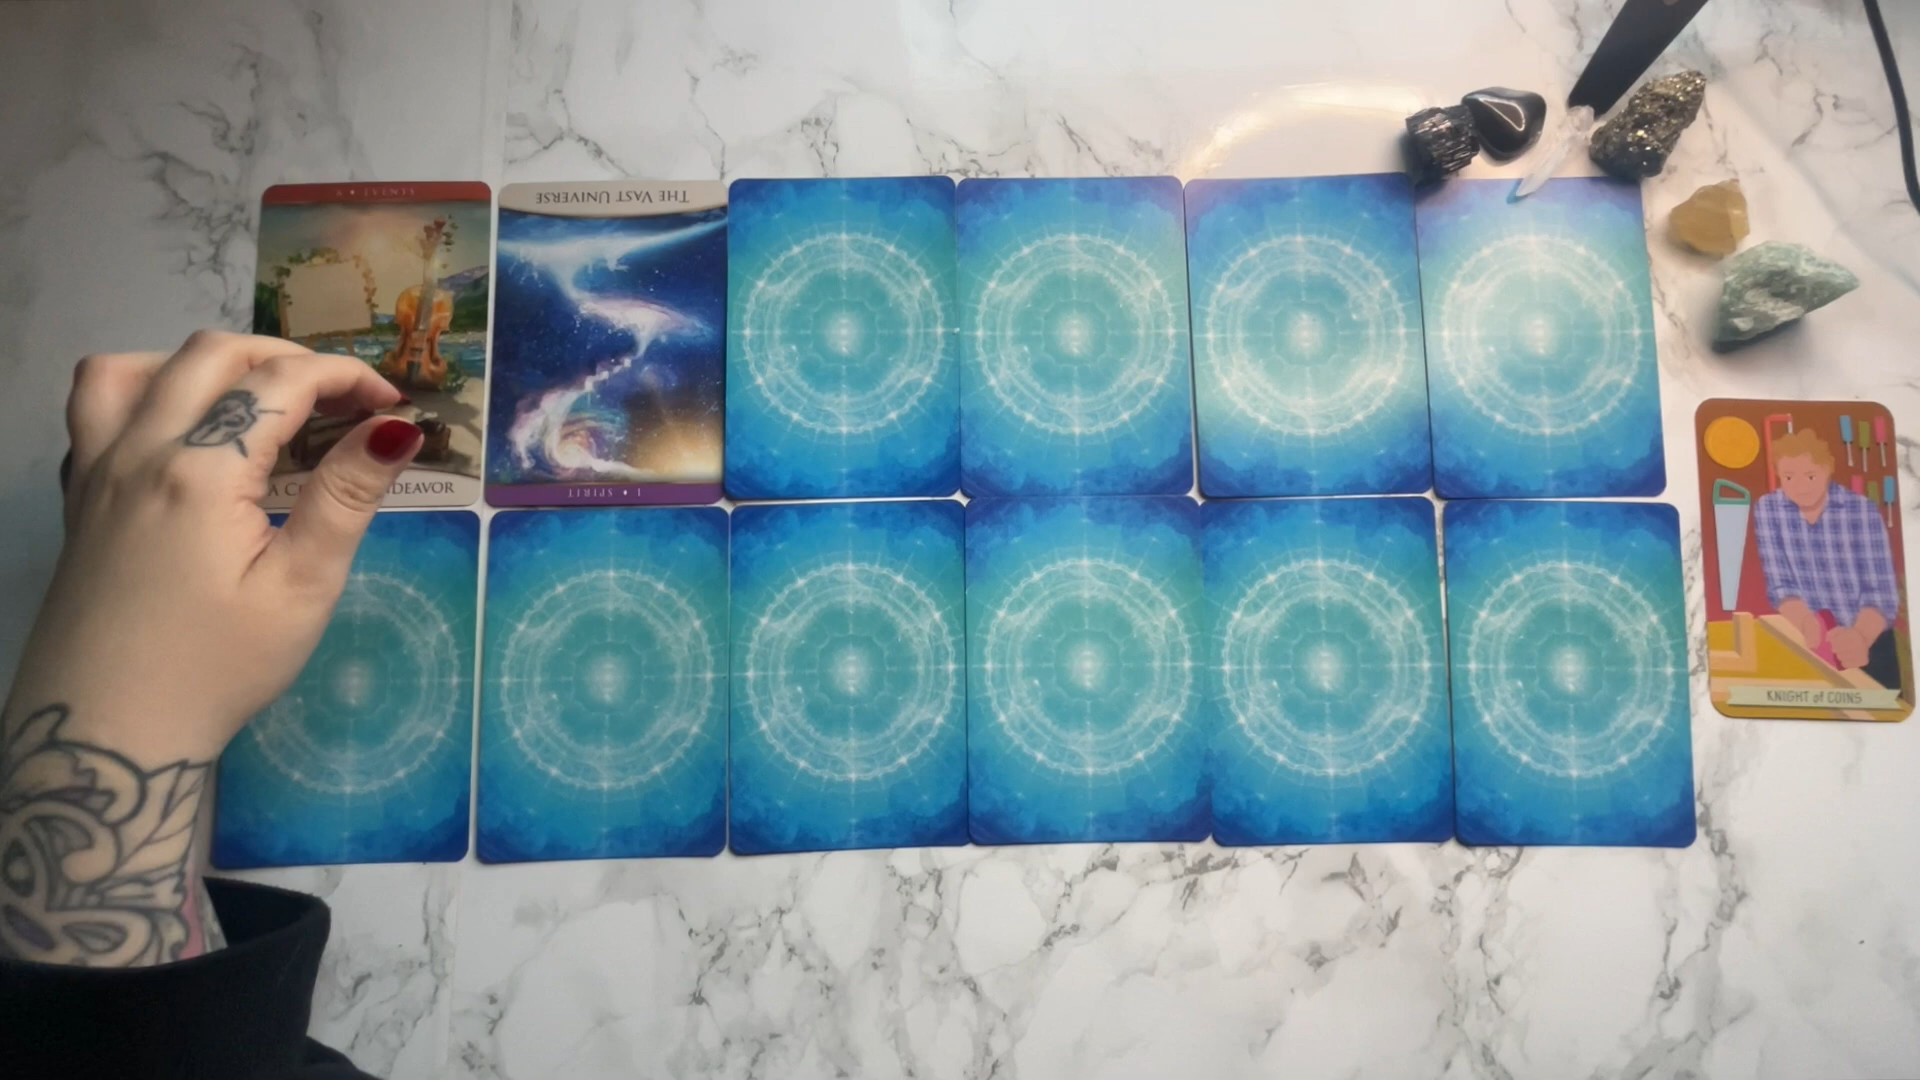 EVENTS
THE VAST UNIVERSE
A C DEAVOR
1 ♦ SPIRIT
KNIGHT of COINS